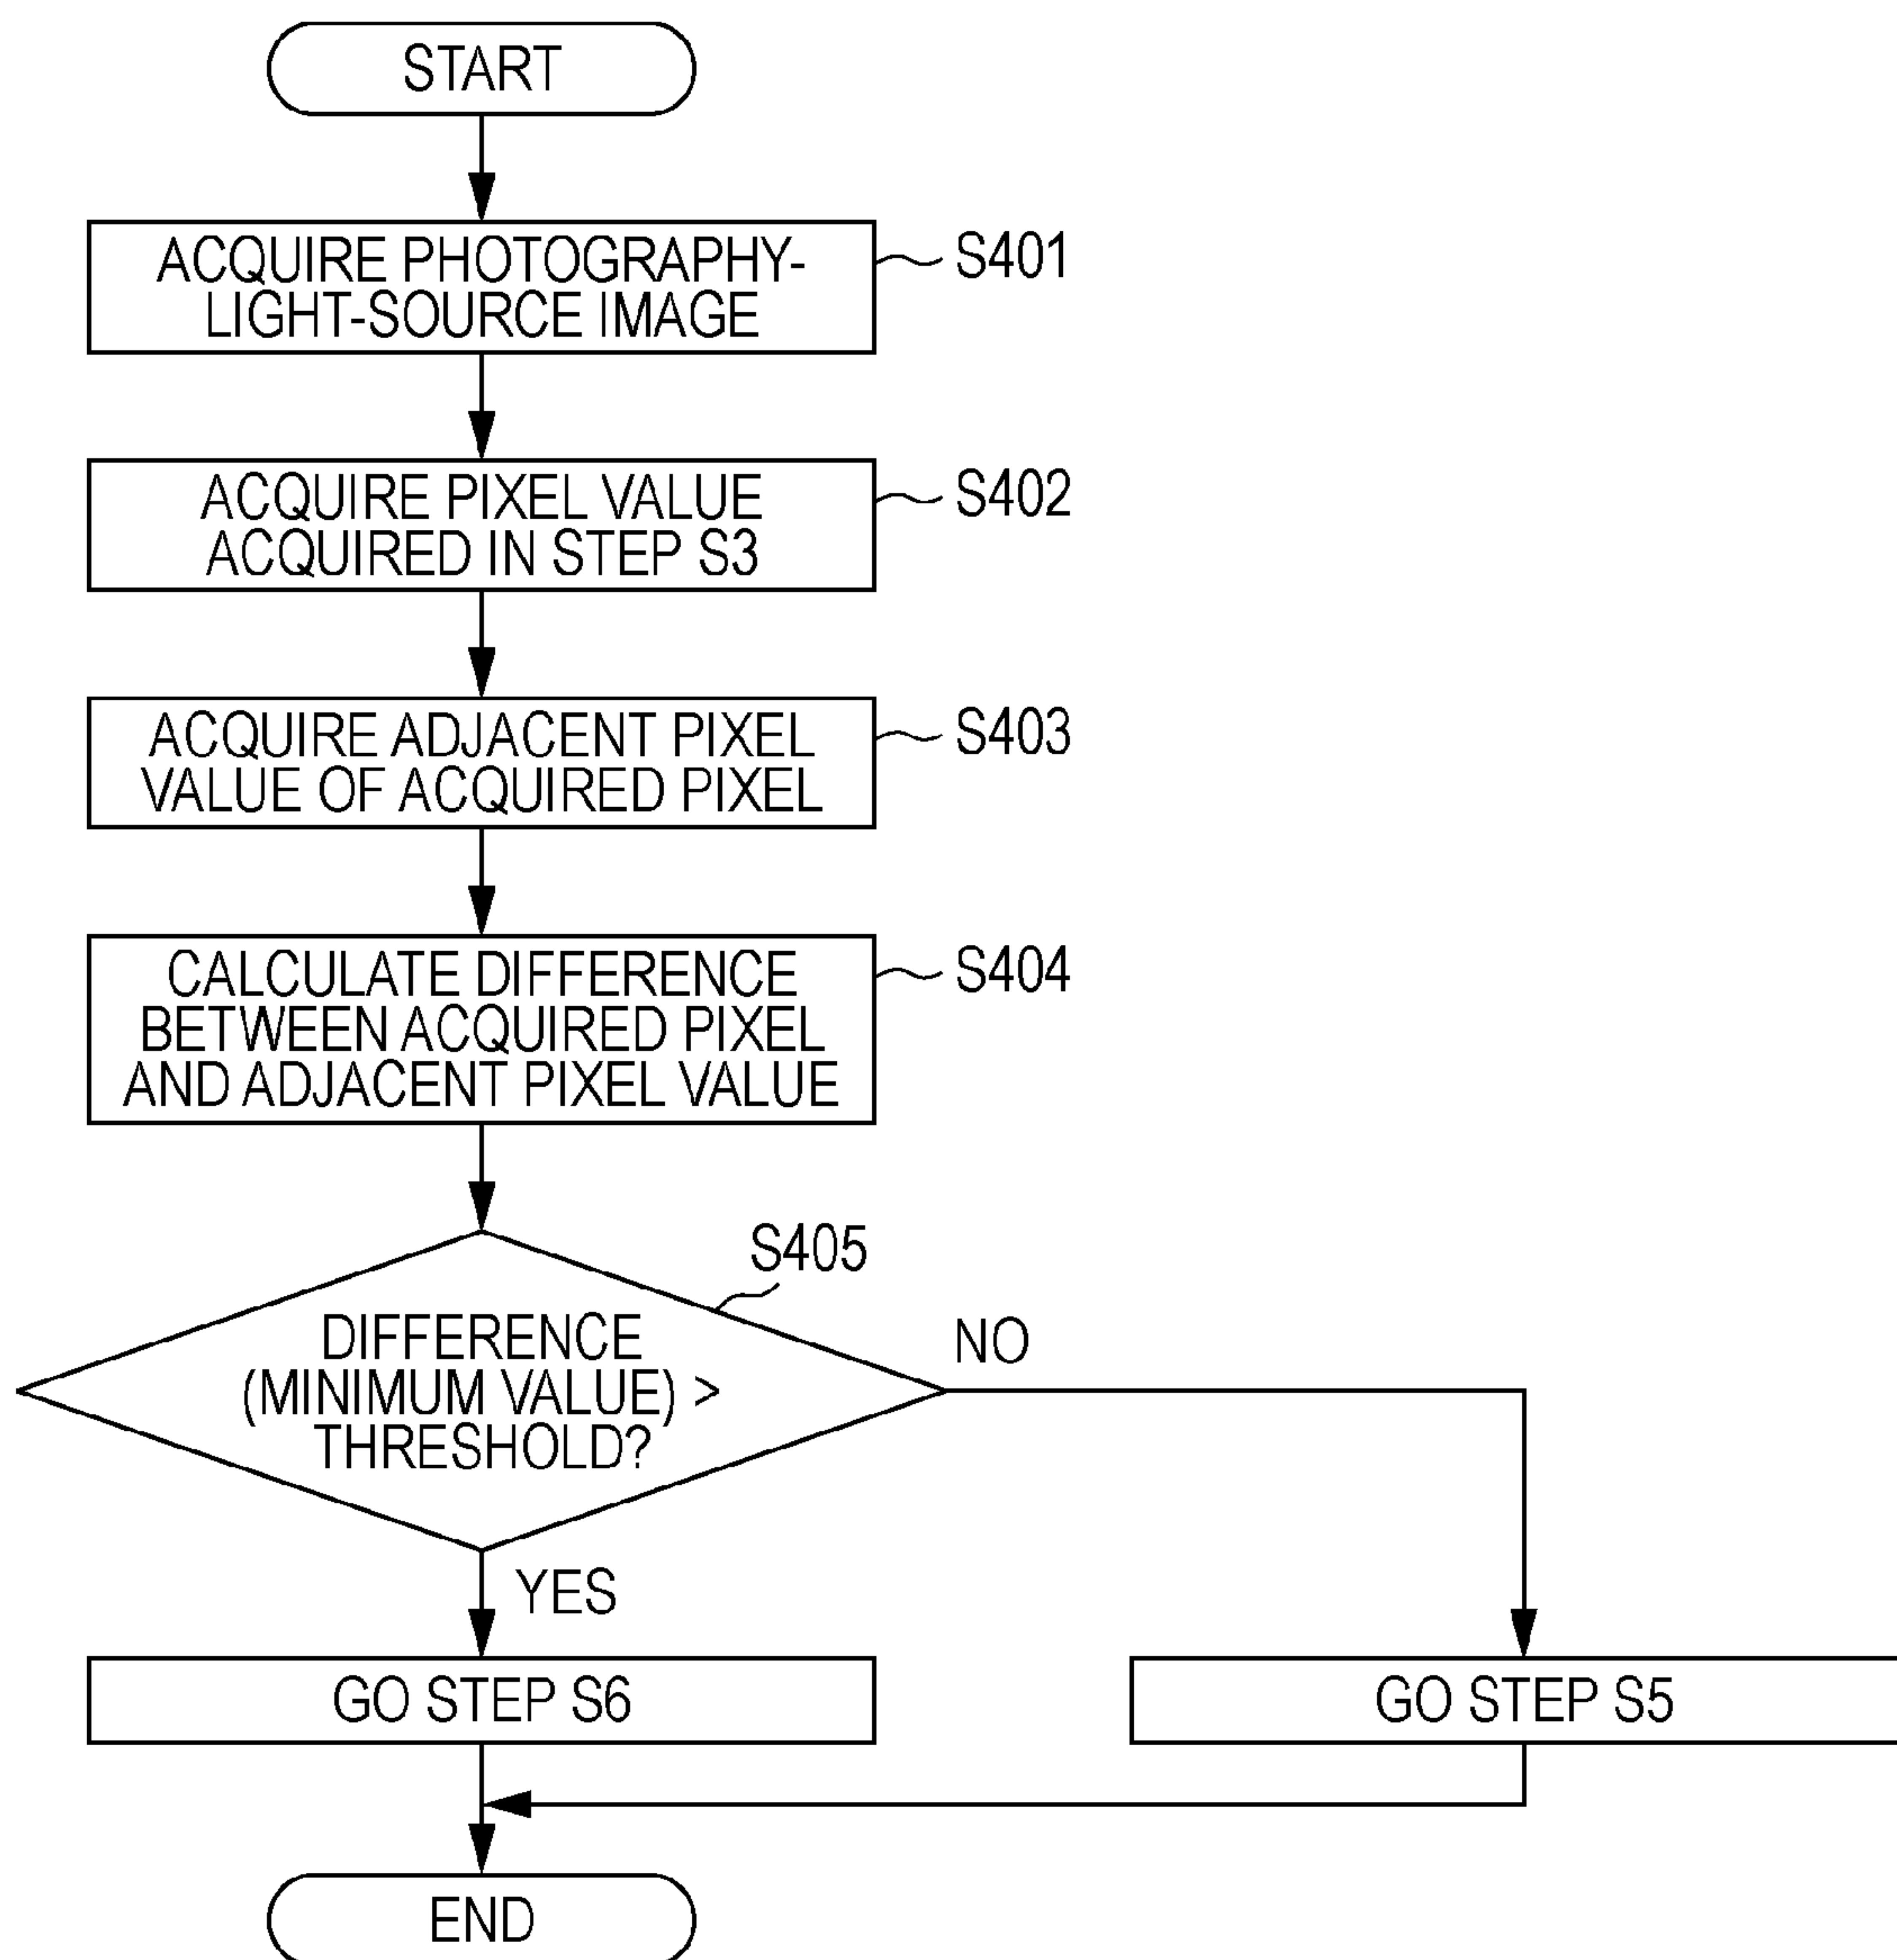 START
ACQUIRE PHOTOGRAPHY-
LIGHT-SOURCE IMAGE
S401
ACQUIRE PIXEL VALUE
ACQUIRED IN STEP S3
S402
ACQUIRE ADJACENT PIXEL
VALUE OF ACQUIRED PIXEL
S403
CALCULATE DIFFERENCE
BETWEEN ACQUIRED PIXEL
AND ADJACENT PIXEL VALUE
S404
S405
DIFFERENCE
(MINIMUM VALUE) >
THRESHOLD?
NO
YES
GO STEP S6
GO STEP S5
END